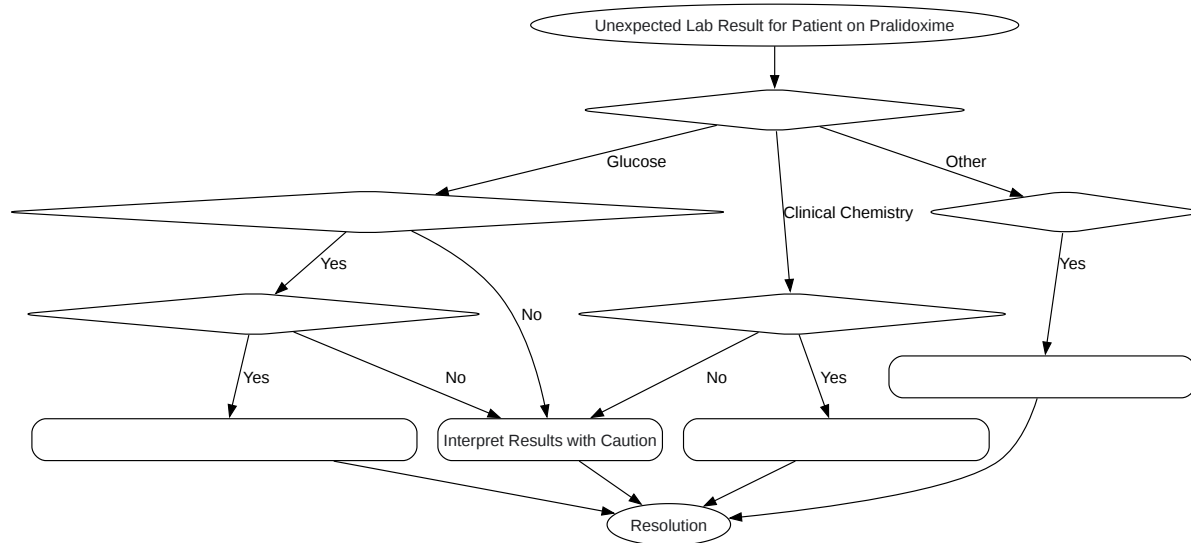 Unexpected Lab Result for Patient on Pralidoxime
Glucose
Other
Clinical Chemistry
Yes
Yes
No
Yes
No
No
Yes
Interpret Results with Caution
Resolution